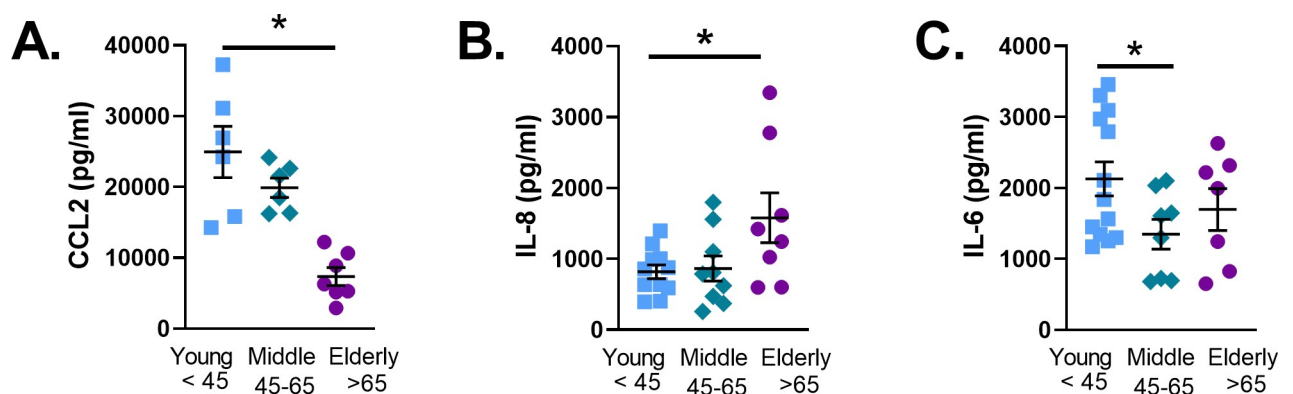 A.
CCL2 (pg/ml)
40000
30000
20000
10000
0
*
Young
< 45
Middle
45-65
Elderly
>65
B.
IL-8 (pg/ml)
4000
3000
2000
1000
0
*
Young
< 45
Middle
45-65
Elderly
>65
C.
IL-6 (pg/ml)
4000
3000
2000
1000
0
*
Young
< 45
Middle
45-65
Elderly
>65